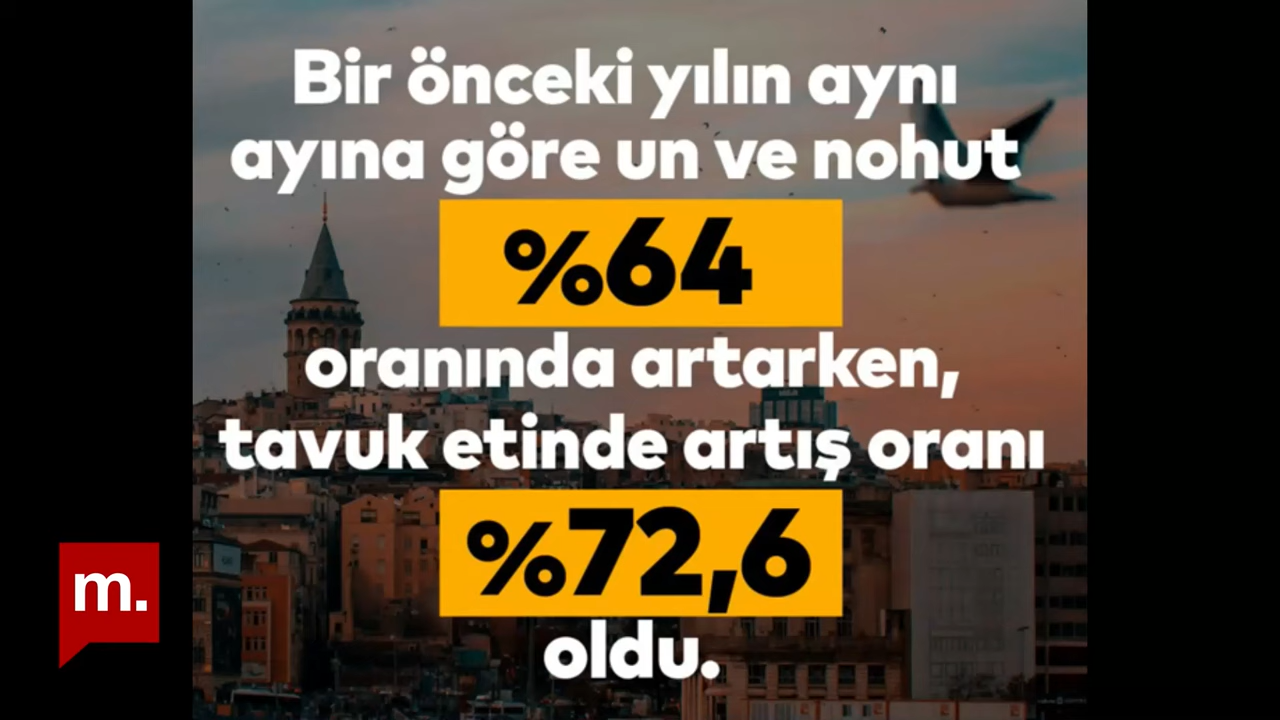 Bir önceki yılın aynı
ayına göre un ve nohut
%64
oranında artarken,
tavuk etinde artış oranı
%72,6
oldu.
m.